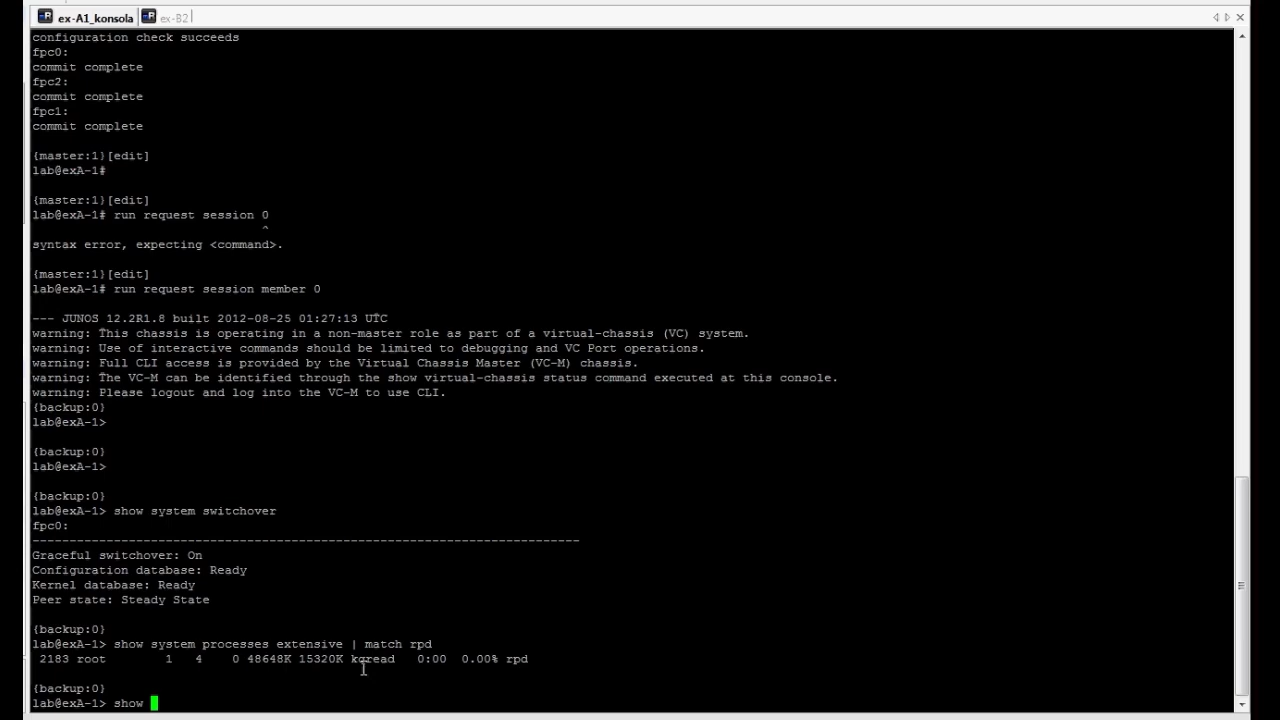 ex-A1_konsola
ex-B2
configuration check succeeds
fpc0:
commit complete
fpc2:
commit complete
fpc1:
commit complete
{master:1}[edit]
lab@exA-1#
{master:1}[edit]
lab@exA-1# run request session 0
^
syntax error, expecting <command>.
{master:1}[edit]
lab@exA-1# run request session member 0
--- JUNOS 12.2R1.8 built 2012-08-25 01:27:13 UTC
warning: This chassis is operating in a non-master role as part of a virtual-chassis (VC) system.
warning: Use of interactive commands should be limited to debugging and VC Port operations.
warning: Full CLI access is provided by the Virtual Chassis Master (VC-M) chassis.
warning: The VC-M can be identified through the show virtual-chassis status command executed at this console.
warning: Please logout and log into the VC-M to use CLI.
{backup:0}
lab@exA-1>
{backup:0}
lab@exA-1>
{backup:0}
lab@exA-1> show system switchover
fpc0:
--------------------------------------------------------------------------
Graceful switchover: On
Configuration database: Ready
Kernel database: Ready
Peer state: Steady State
{backup:0}
lab@exA-1> show system processes extensive | match rpd
2183 root 1 4 0 48648K 15320K kqread 0:00 0.00% rpd
{backup:0}
lab@exA-1> show